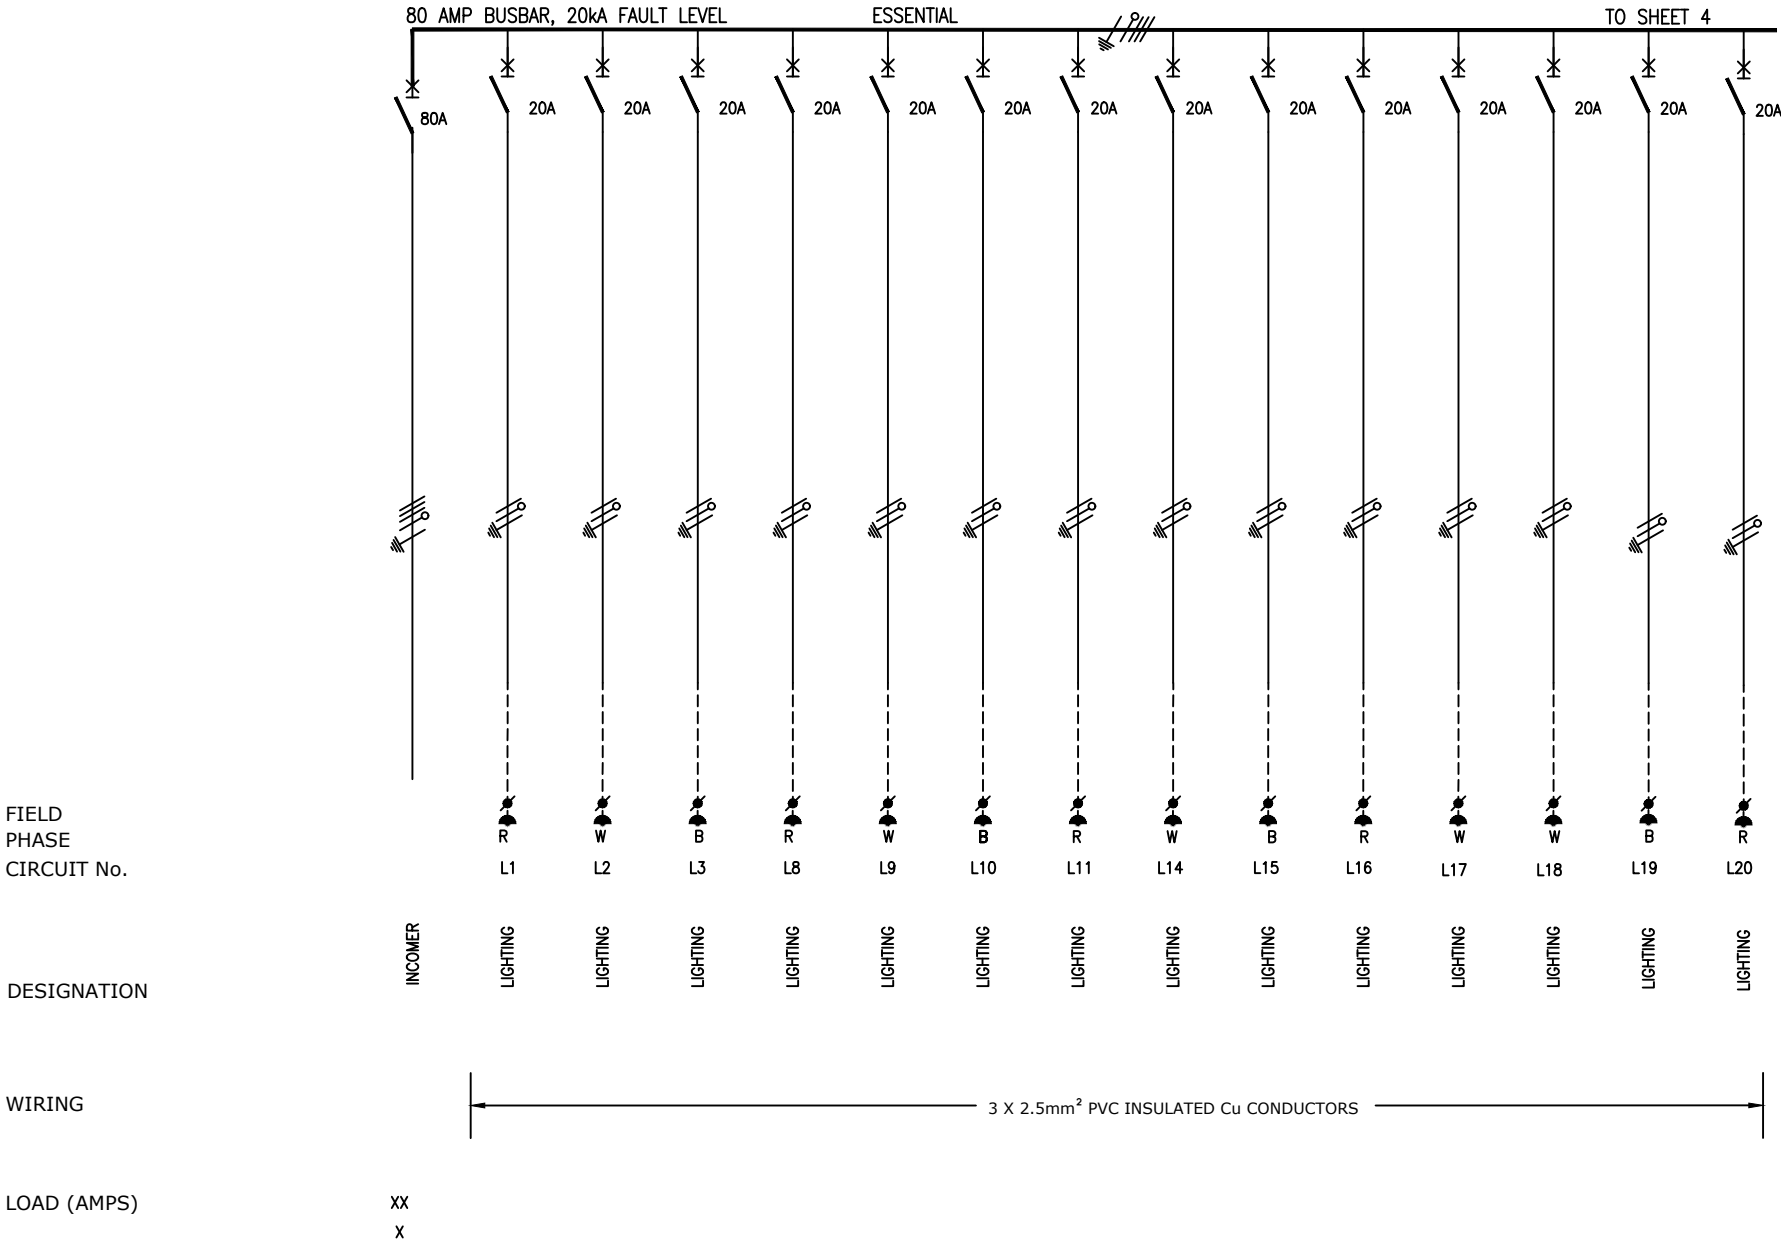 80 AMP BUSBAR, 20kA FAULT LEVEL ESSENTIAL TO SHEET 4
80A 20A 20A 20A 20A 20A 20A 20A 20A 20A 20A 20A 20A 20A 20A
FIELD
PHASE R W B R W B R W B R W W B R
CIRCUIT No. L1 L2 L3 L8 L9 L10 L11 L14 L15 L16 L17 L18 L19 L20
DESIGNATION INCOMER LIGHTING LIGHTING LIGHTING LIGHTING LIGHTING LIGHTING LIGHTING LIGHTING LIGHTING LIGHTING LIGHTING LIGHTING LIGHTING LIGHTING
WIRING 3 X 2.5mm² PVC INSULATED Cu CONDUCTORS
LOAD (AMPS) XX
X